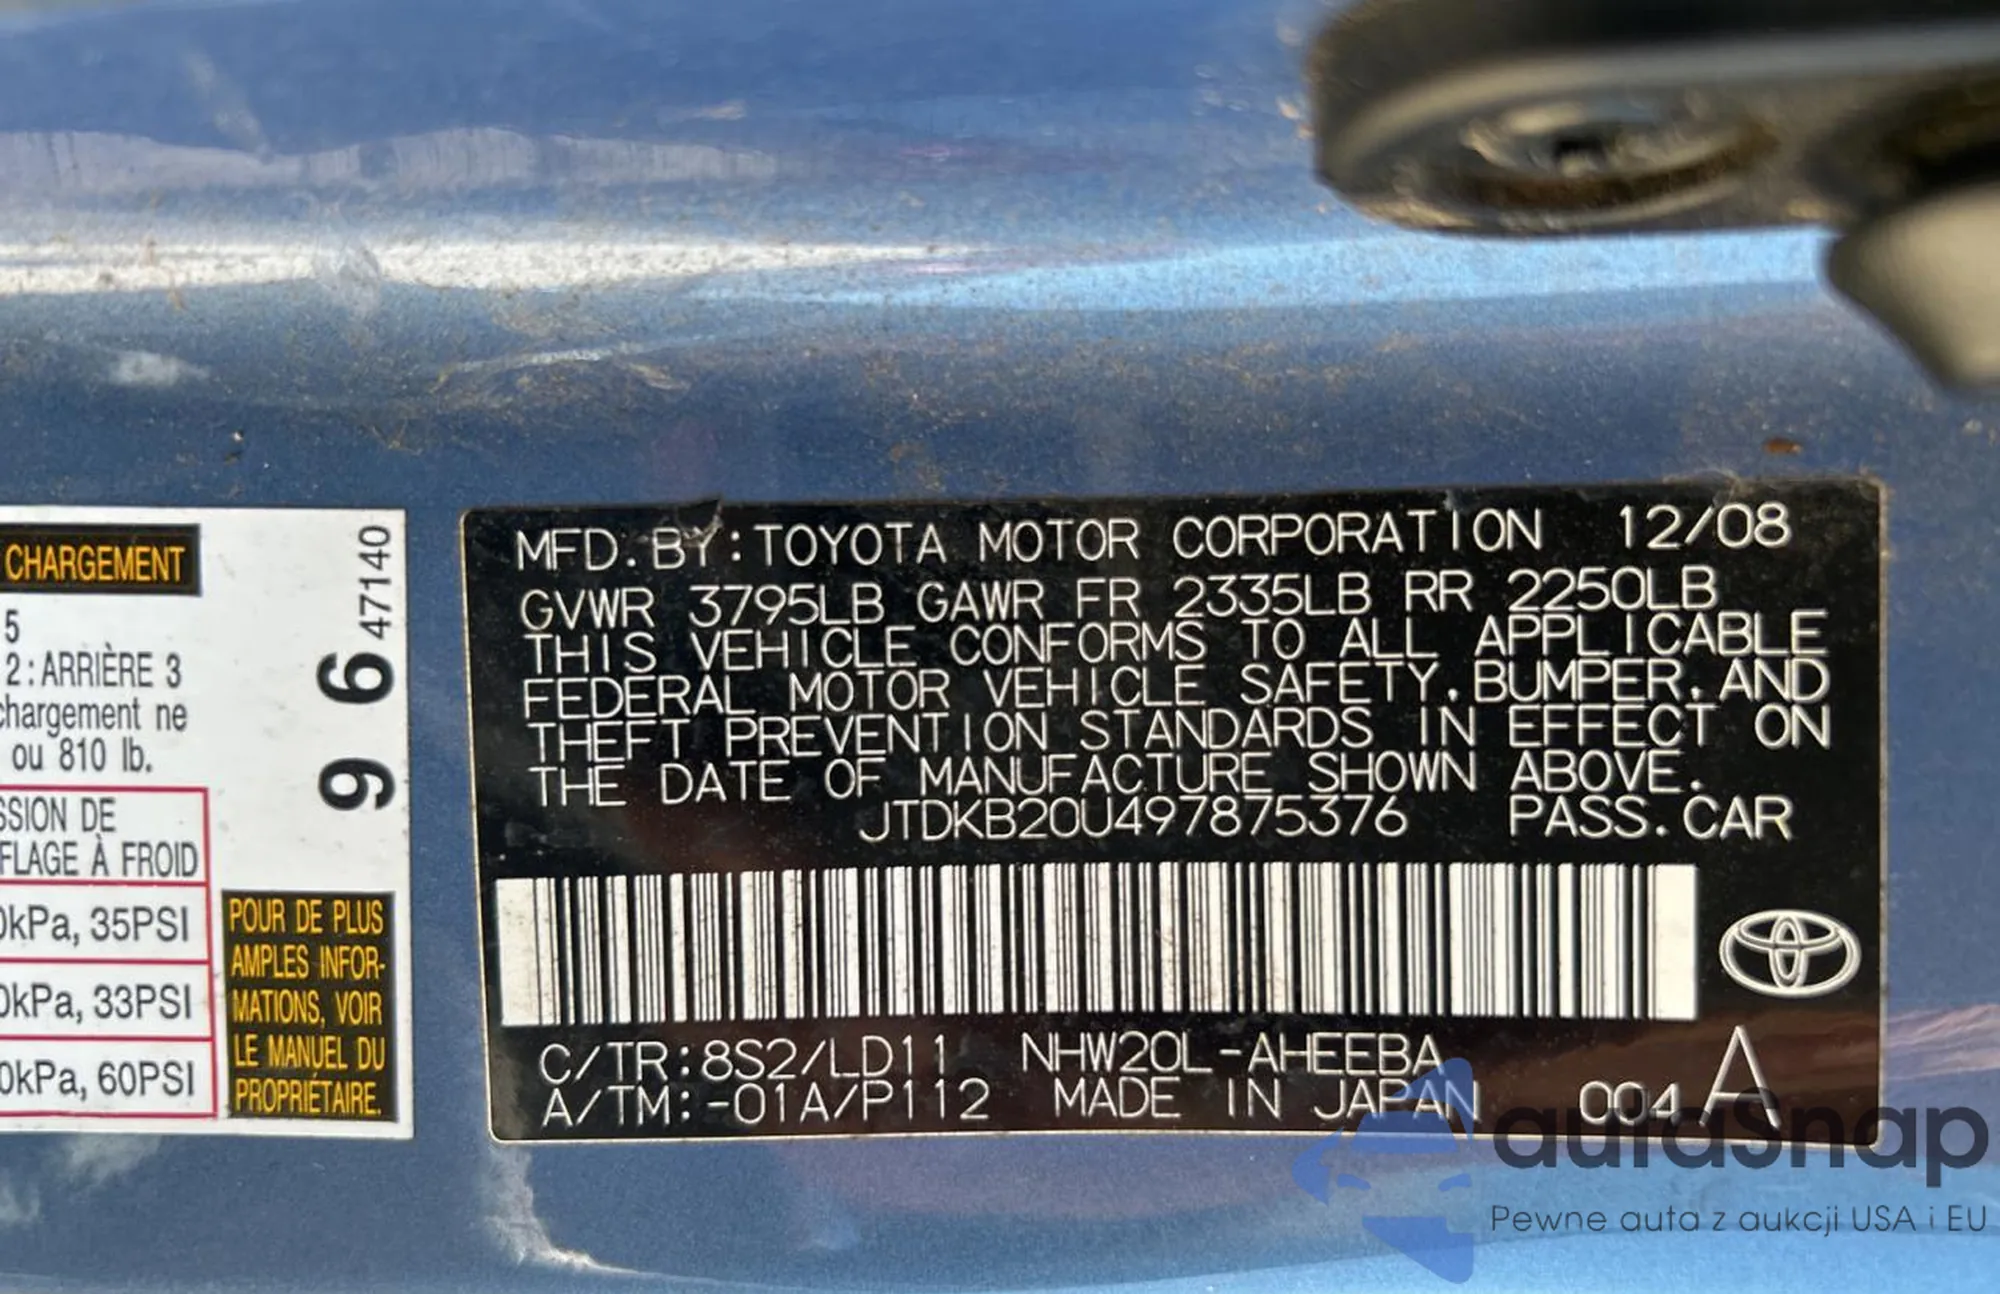 CHARGEMENT
5
2:ARRIÈRE 3
chargement ne
ou 810 lb.
SSION DE
FLAGE À FROID
0kPa, 35PSI
0kPa, 33PSI
0kPa, 60PSI
47140
9 6
POUR DE PLUS
AMPLES INFOR-
MATIONS, VOIR
LE MANUEL DU
PROPRIÉTAIRE.
MFD. BY:TOYOTA MOTOR CORPORATION 12/08
GVWR 3795LB GAWR FR 2335LB RR 2250LB
THIS VEHICLE CONFORMS TO ALL APPLICABLE
FEDERAL MOTOR VEHICLE SAFETY,BUMPER,AND
THEFT PREVENTION STANDARDS IN EFFECT ON
THE DATE OF MANUFACTURE SHOWN ABOVE.
JTDKB20U497875376 PASS.CAR
C/TR:8S2/LD11 NHW20L-AHEEBA
A/TM:-01A/P112 MADE IN JAPAN 004 A
autasnap
Pewne auta z aukcji USA i EU